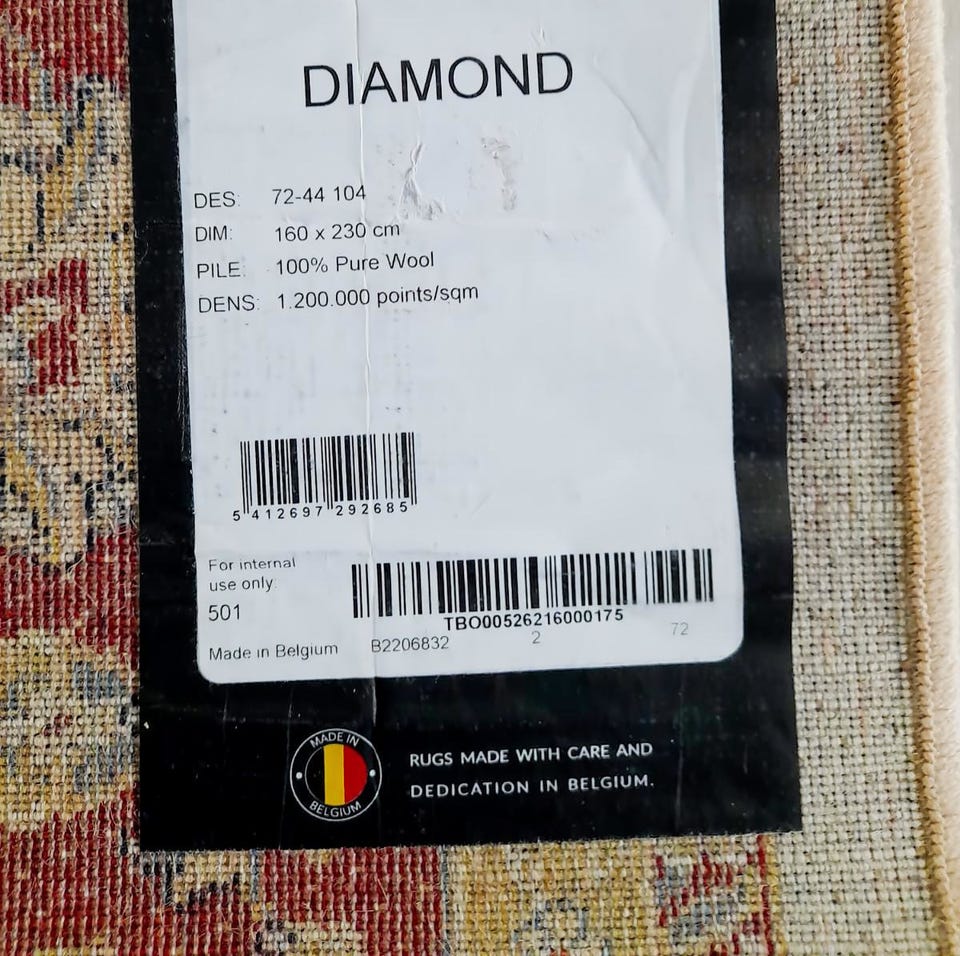 DIAMOND
DES: 72-44 104
DIM: 160 x 230 cm
PILE: 100% Pure Wool
DENS: 1.200.000 points/sqm
5 412697 292685
For internal
use only:
501
TBO00526216000175
Made in Belgium B2206832 2 72
MADE IN
BELGIUM
RUGS MADE WITH CARE AND
DEDICATION IN BELGIUM.